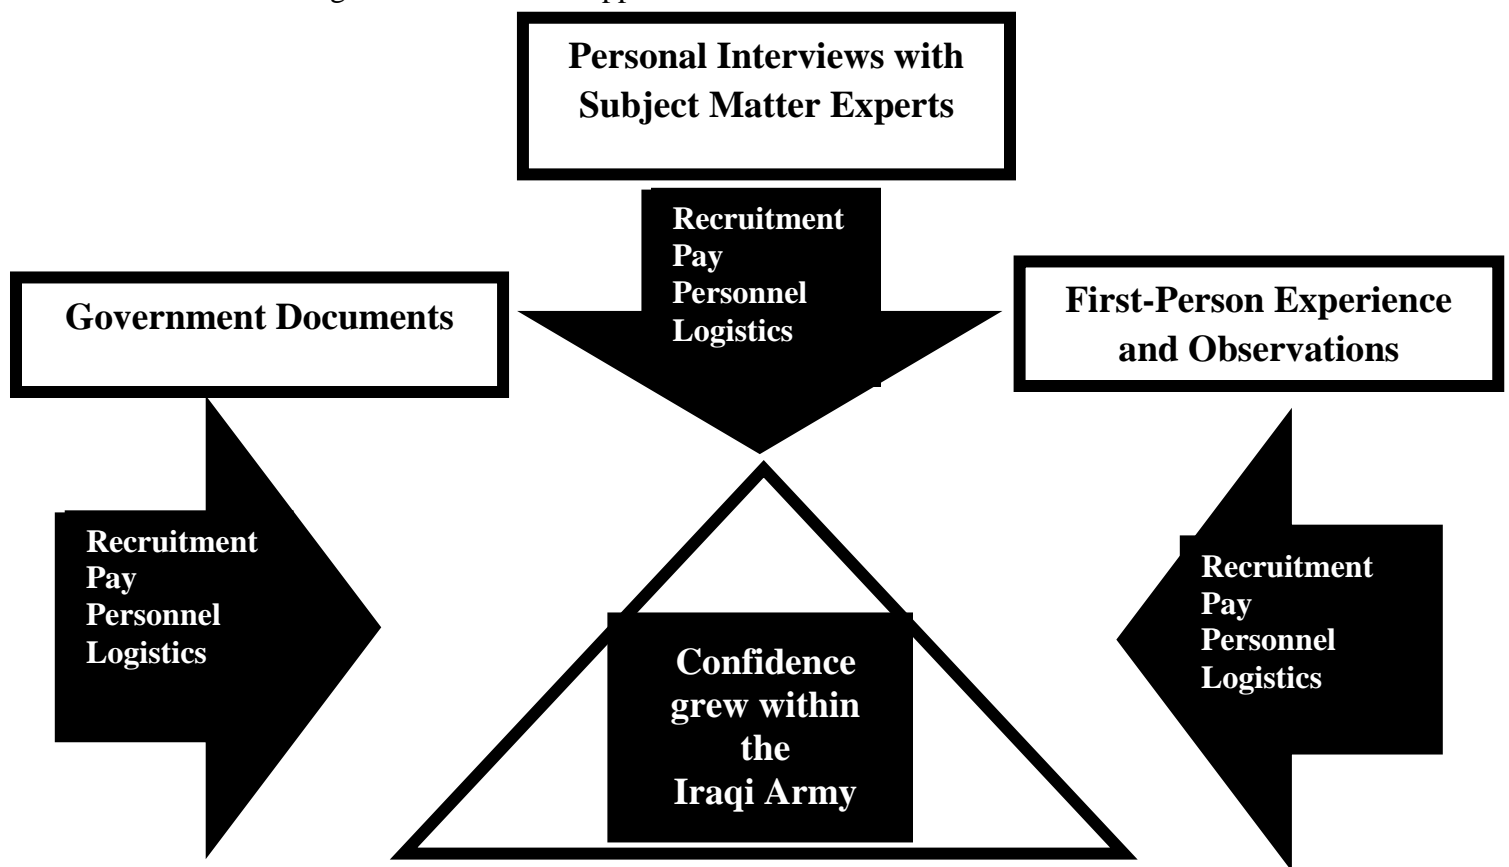 Personal Interviews with
Subject Matter Experts
Recruitment
Pay
Personnel
Logistics
Government Documents
Recruitment
Pay
Personnel
Logistics
First-Person Experience
and Observations
Recruitment
Pay
Personnel
Logistics
Confidence
grew within
the
Iraqi Army